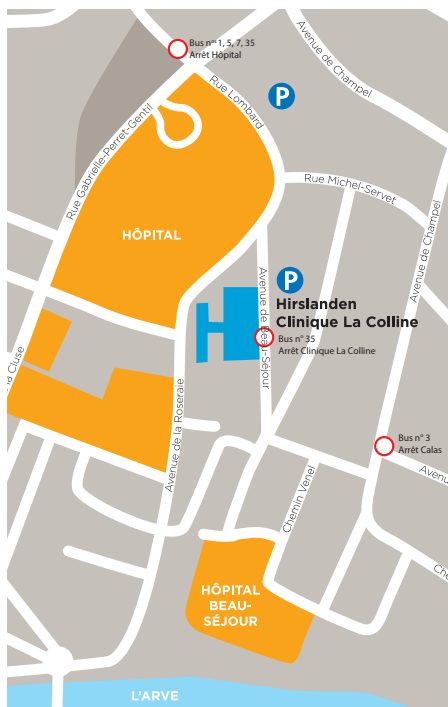 Bus n°ˢ 1, 5, 7, 35
Arrêt Hôpital
Avenue de Champel
P
Rue Lombard
Rue Gabrielle-Perret-Gentil
Rue Michel-Servet
HÔPITAL
Avenue de Champel
P
Avenue de Beau-Séjour
Hirslanden
Clinique La Colline
Bus n° 35
Arrêt Clinique La Colline
la Cluse
Avenue de la Roseraie
Bus n° 3
Arrêt Calas
Avenu
Chemin Venel
Che
HÔPITAL
BEAU-
SÉJOUR
L'ARVE